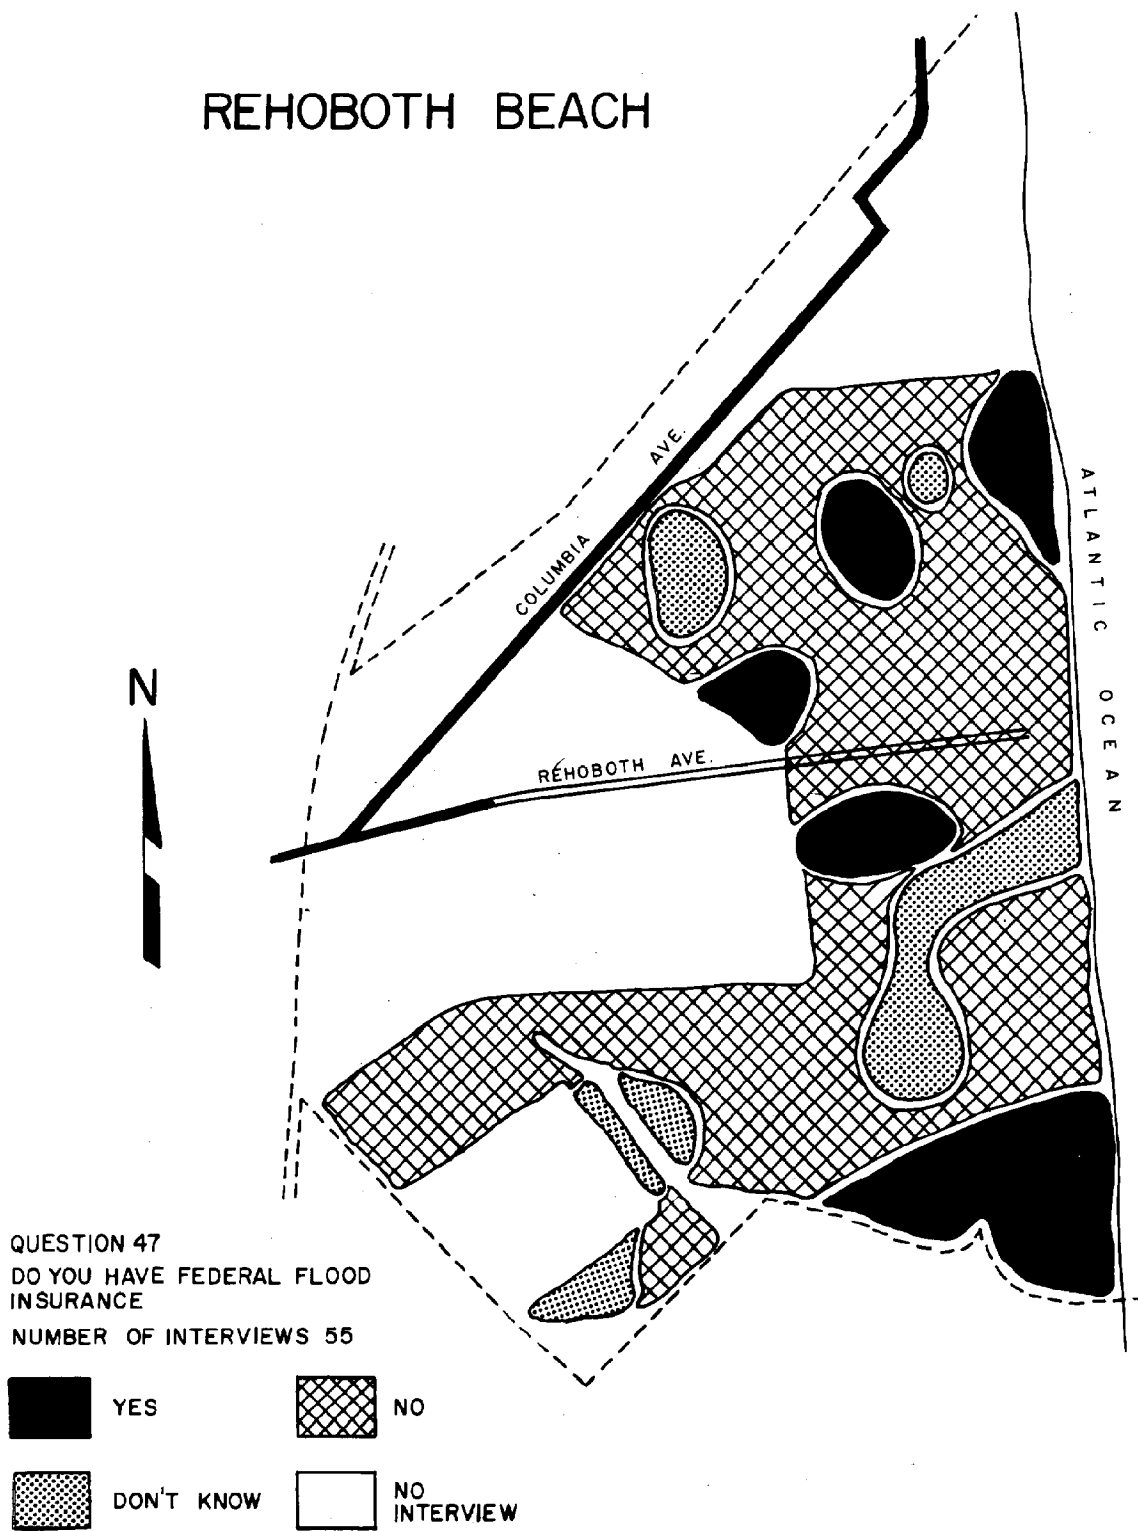 REHOBOTH BEACH
COLUMBIA AVE.
ATLANTIC OCEAN
N
REHOBOTH AVE.
QUESTION 47
DO YOU HAVE FEDERAL FLOOD
INSURANCE
NUMBER OF INTERVIEWS 55
YES
NO
DON'T KNOW
NO
INTERVIEW